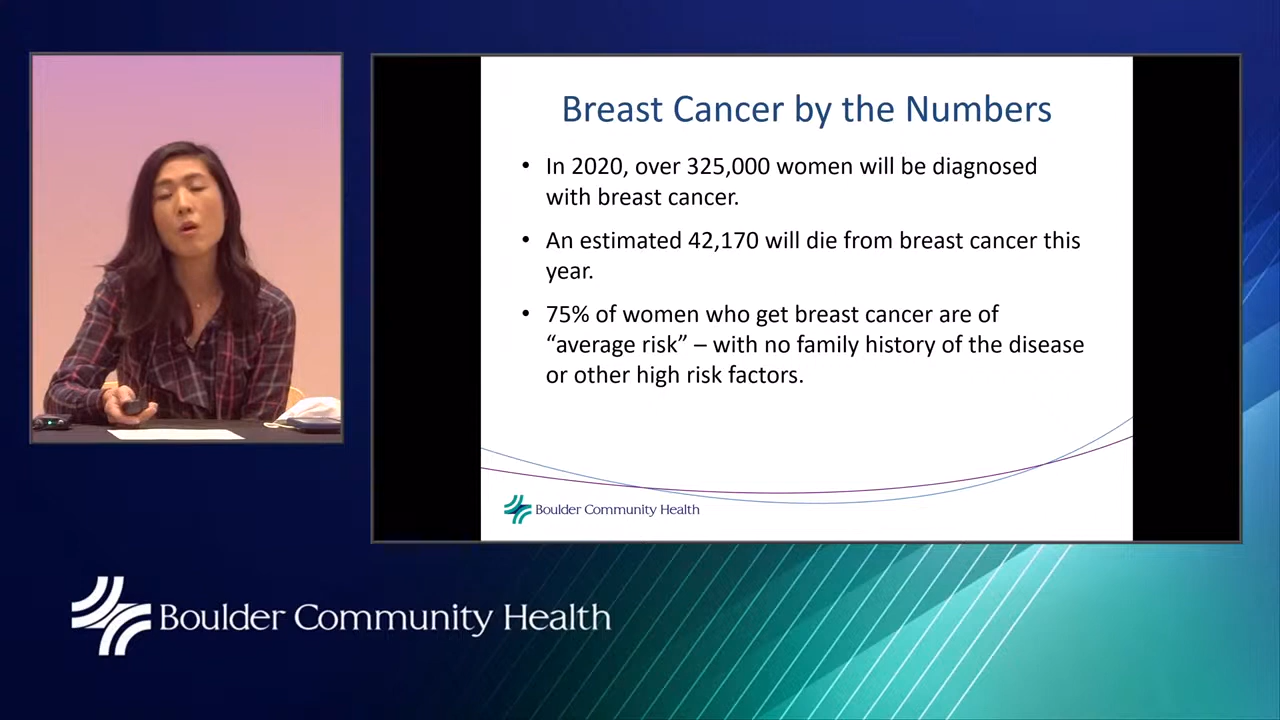 Breast Cancer by the Numbers
• In 2020, over 325,000 women will be diagnosed
with breast cancer.
• An estimated 42,170 will die from breast cancer this
year.
• 75% of women who get breast cancer are of
“average risk” – with no family history of the disease
or other high risk factors.
Boulder Community Health
Boulder Community Health